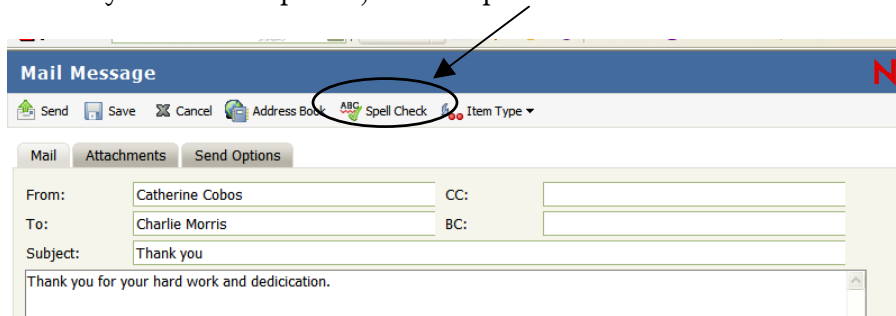 Mail Message
N
Send Save Cancel Address Book ABC Spell Check Item Type
Mail Attachments Send Options
From: Catherine Cobos CC:
To: Charlie Morris BC:
Subject: Thank you
Thank you for your hard work and dedicication.